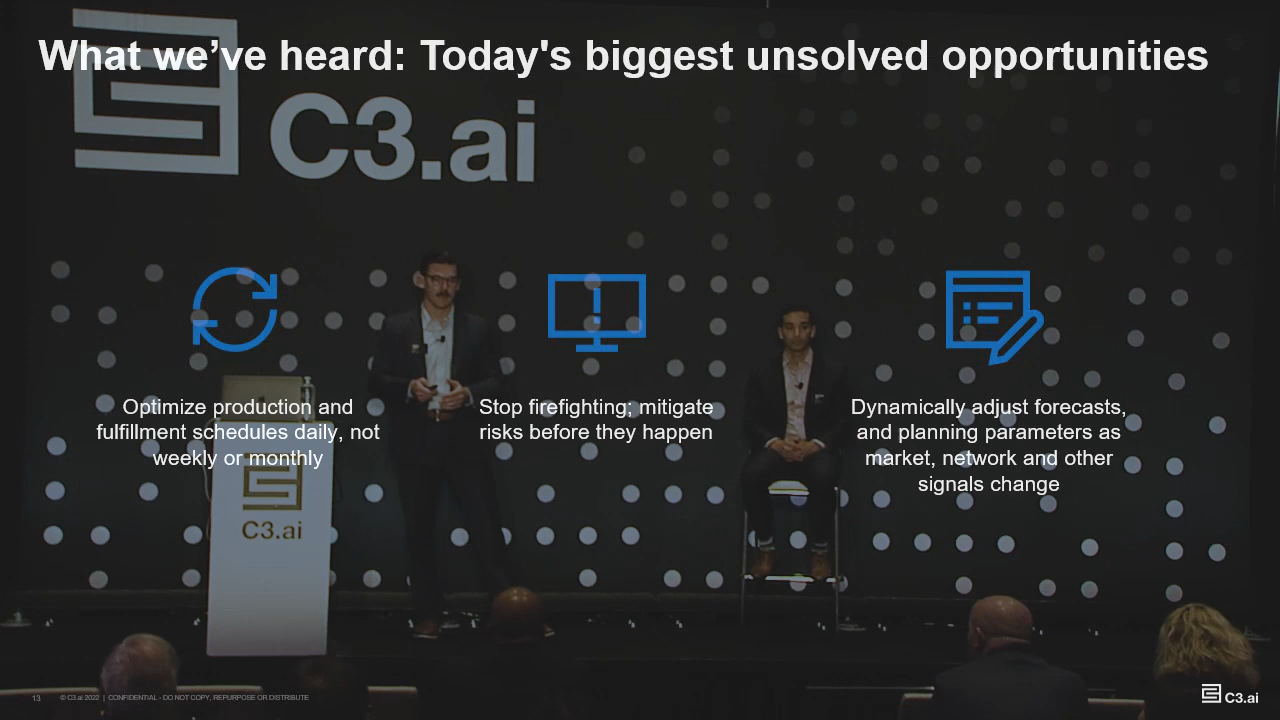 What we’ve heard: Today's biggest unsolved opportunities
C3.ai
Optimize production and
fulfillment schedules daily, not
weekly or monthly
Stop firefighting; mitigate
risks before they happen
Dynamically adjust forecasts,
and planning parameters as
market, network and other
signals change
C3.ai
13
© C3.ai 2022 | CONFIDENTIAL - DO NOT COPY, REPURPOSE OR DISTRIBUTE
C3.ai